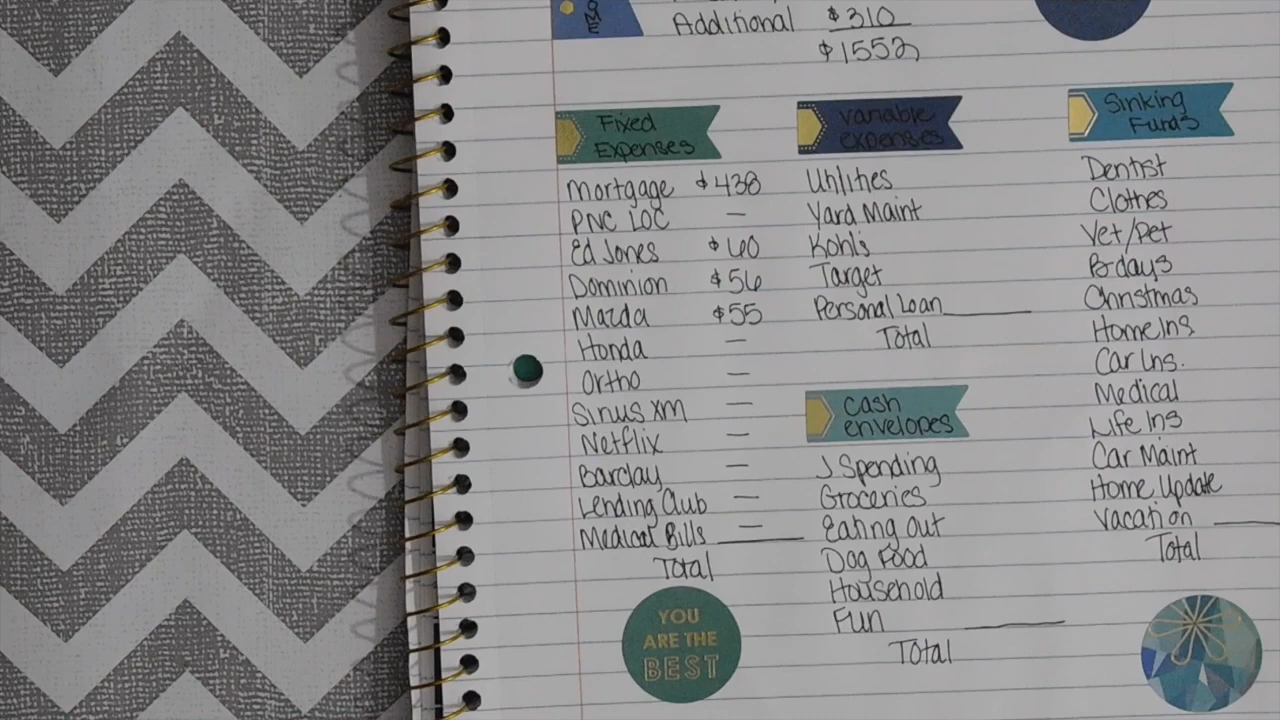 OME
Additional $310
$1552
Fixed
Expenses
Mortgage $438
PNC LOC —
Ed Jones $60
Dominion $56
Mazda $55
Honda —
Ortho —
Sirius XM —
Netflix —
Barclay —
Lending Club —
Medical Bills —
Total
YOU
ARE THE
BEST
Variable
expenses
Utilities
Yard Maint
Kohl's
Target
Personal Loan
Total
Cash
envelopes
J Spending
Groceries
Eating out
Dog Food
Household
Fun
Total
Sinking
Funds
Dentist
Clothes
Vet/Pet
B-days
Christmas
Home Ins
Car Ins.
Medical
Life Ins
Car Maint
Home Update
Vacation
Total